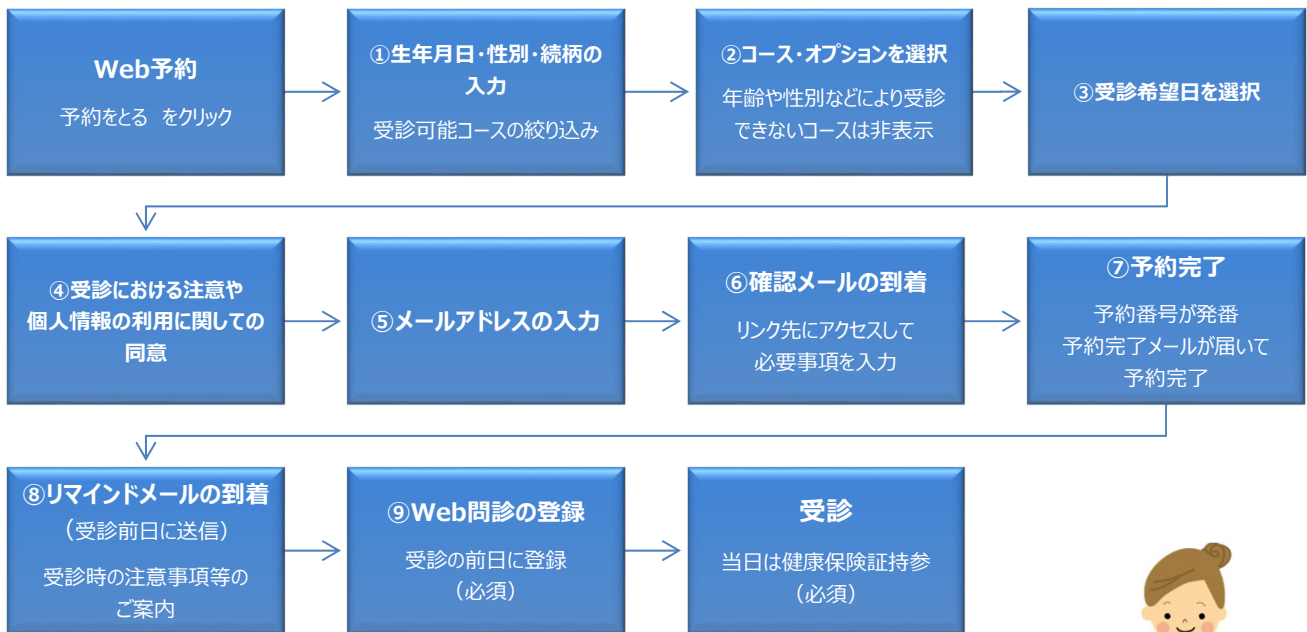 Web予約
予約をとる をクリック
①生年月日・性別・続柄の
入力
受診可能コースの絞り込み
②コース・オプションを選択
年齢や性別などにより受診
できないコースは非表示
③受診希望日を選択
④受診における注意や
個人情報の利用に関しての
同意
⑤メールアドレスの入力
⑥確認メールの到着
リンク先にアクセスして
必要事項を入力
⑦予約完了
予約番号が発番
予約完了メールが届いて
予約完了
⑧リマインドメールの到着
（受診前日に送信）
受診時の注意事項等の
ご案内
⑨Web問診の登録
受診の前日に登録
（必須）
受診
当日は健康保険証持参
（必須）